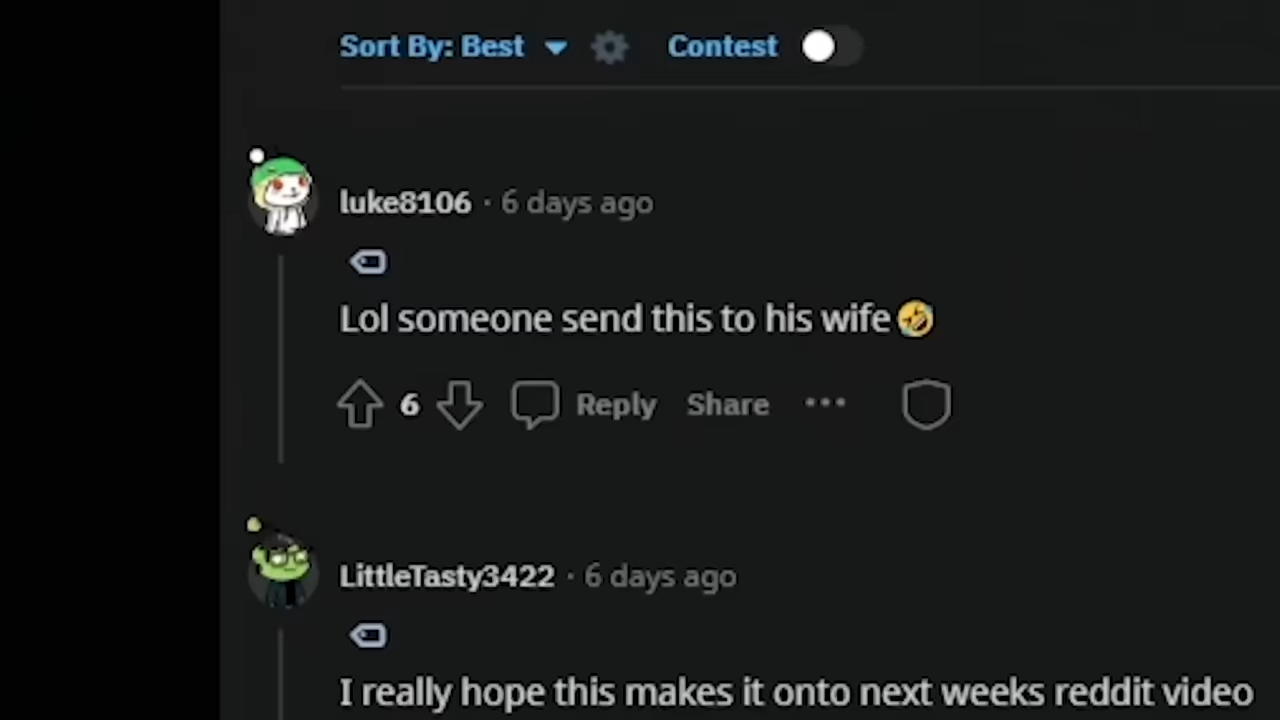 Sort By: Best Contest
luke8106 · 6 days ago
Lol someone send this to his wife🤣
6 Reply Share ···
LittleTasty3422 · 6 days ago
I really hope this makes it onto next weeks reddit video